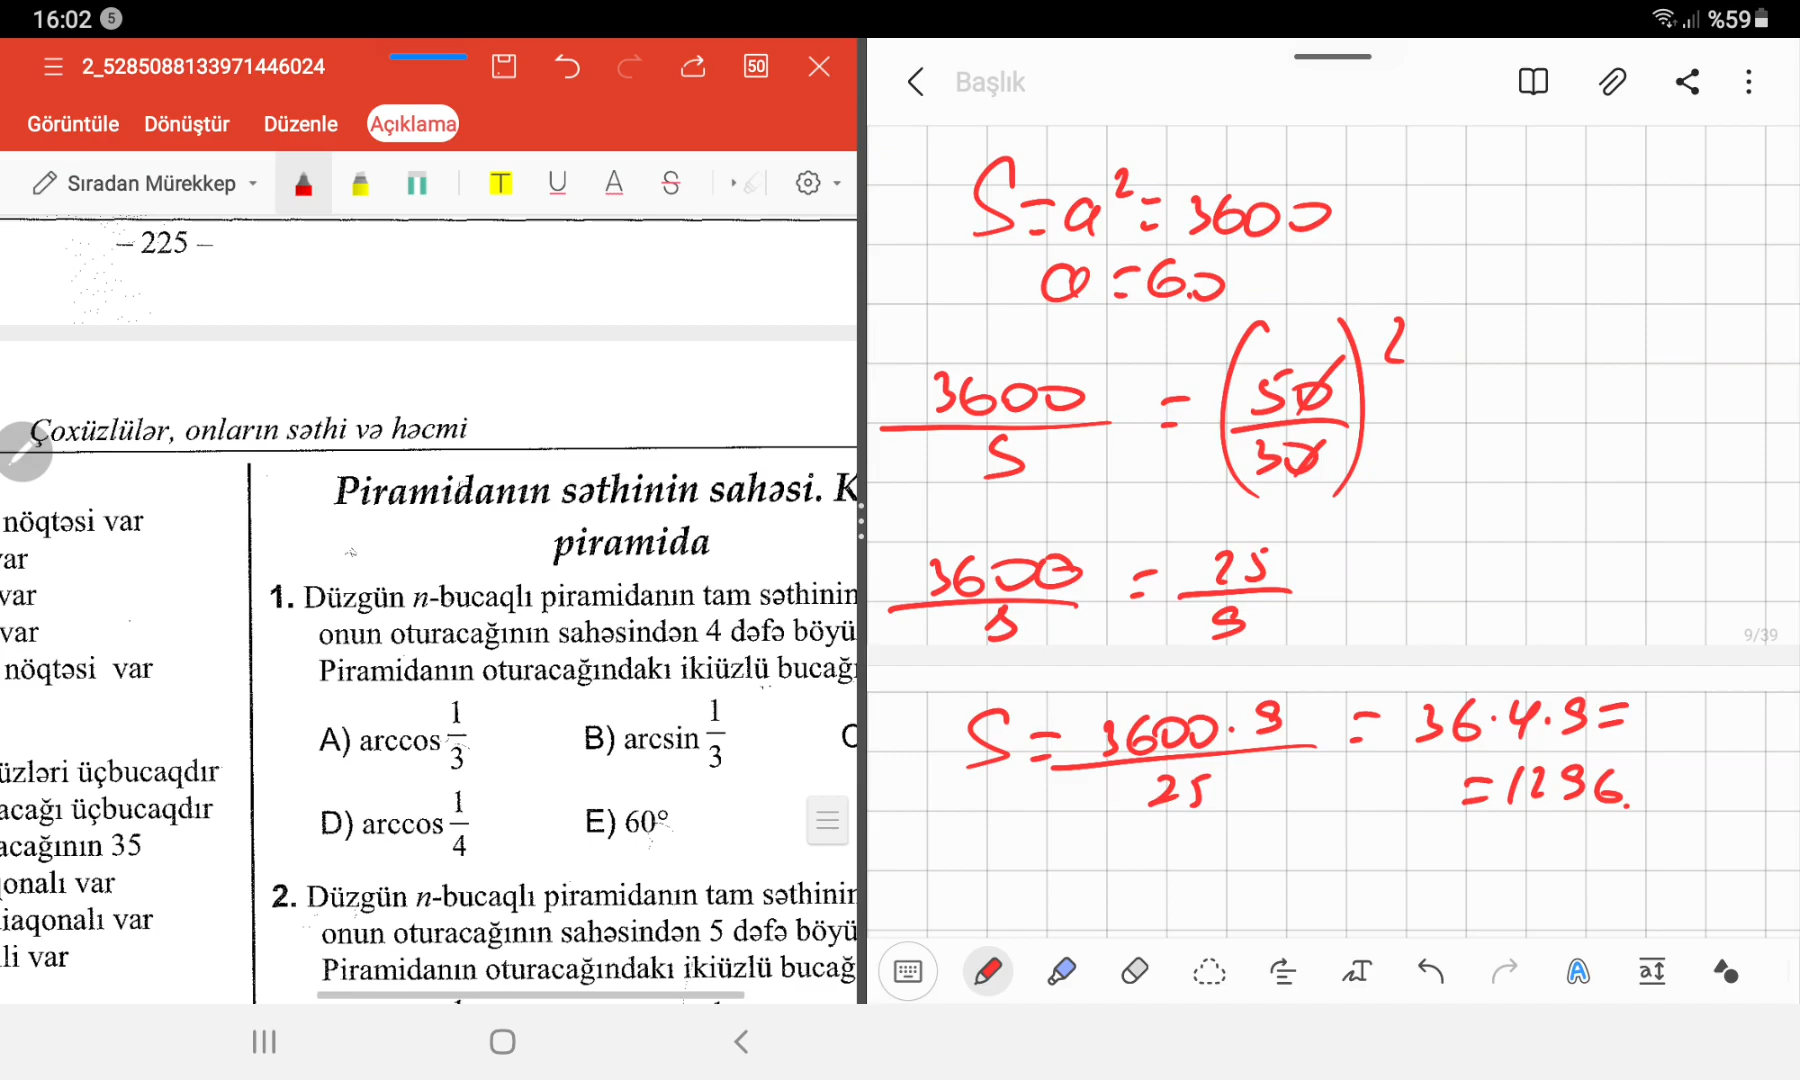 16:02 5
%59
2_5285088133971446024
50
Görüntüle Dönüştür Düzenle Açıklama
Sıradan Mürekkep T U A S
– 225 –
Çoxüzlülər, onların səthi və həcmi
nöqtəsi var
var
var
nöqtəsi var
üzləri üçbucaqdır
acağı üçbucaqdır
acağının 35
onalı var
iaqonalı var
li var
Piramidanın səthinin sahəsi. K
piramida
1. Düzgün n-bucaqlı piramidanın tam səthinin
onun oturacağının sahəsindən 4 dəfə böyü
Piramidanın oturacağındakı ikiüzlü bucağı
A) arccos 1/3 B) arcsin 1/3 C
D) arccos 1/4 E) 60°
2. Düzgün n-bucaqlı piramidanın tam səthinin
onun oturacağının sahəsindən 5 dəfə böyü
Piramidanın oturacağındakı ikiüzlü bucağ
Başlık
S = a² = 3600
a = 60
3600/S = (50/30)²
3600/S = 25/9
9/39
S = 3600·9/25 = 36·4·9 =
= 1296.